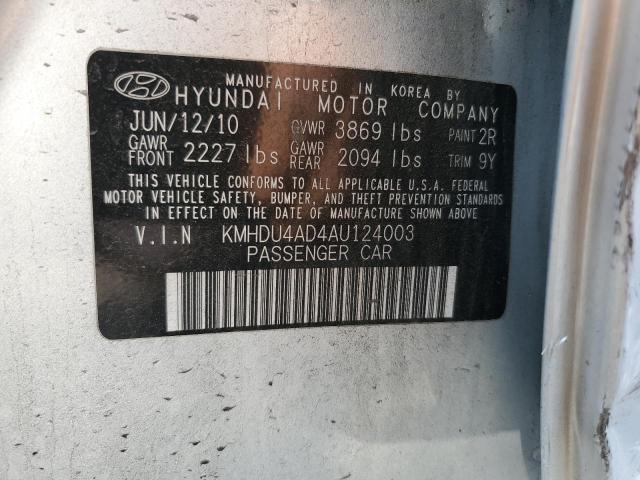 MANUFACTURED IN KOREA BY
HYUNDAI MOTOR COMPANY
JUN/12/10 GVWR 3869 lbs PAINT 2R
GAWR FRONT 2227 lbs GAWR REAR 2094 lbs TRIM 9Y
THIS VEHICLE CONFORMS TO ALL APPLICABLE U.S.A. FEDERAL
MOTOR VEHICLE SAFETY, BUMPER, AND THEFT PREVENTION STANDARDS
IN EFFECT ON THE DATE OF MANUFACTURE SHOWN ABOVE.
V.I.N KMHDU4AD4AU124003
PASSENGER CAR